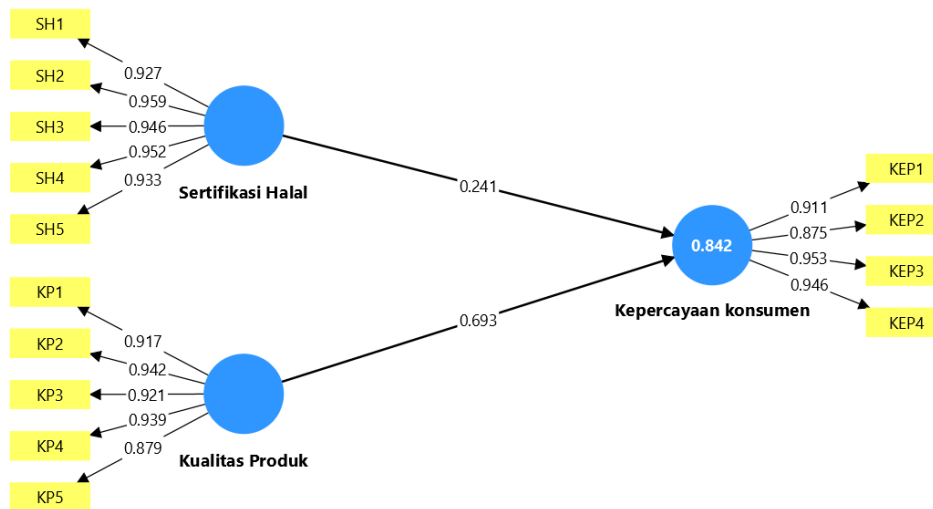 SH1
SH2
SH3
SH4
SH5
0.927
0.959
0.946
0.952
0.933
Sertifikasi Halal
KP1
KP2
KP3
KP4
KP5
0.917
0.942
0.921
0.939
0.879
Kualitas Produk
0.241
0.693
0.842
Kepercayaan konsumen
0.911
0.875
0.953
0.946
KEP1
KEP2
KEP3
KEP4